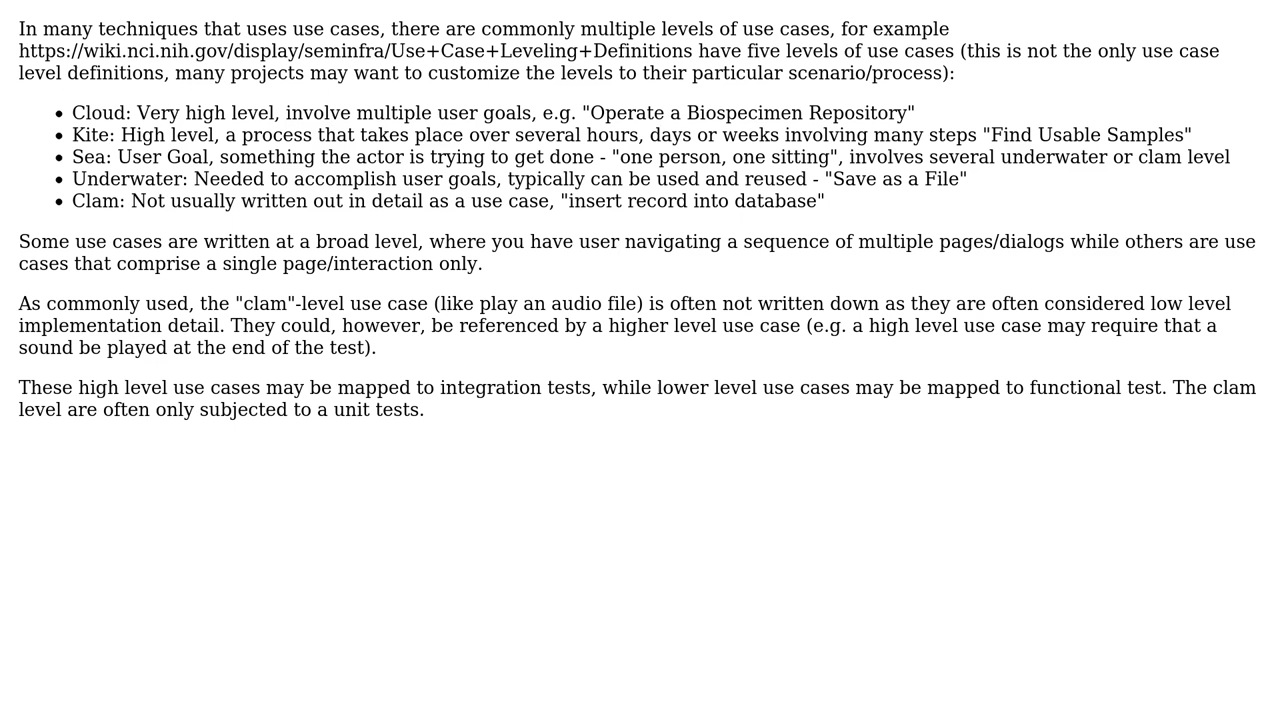 In many techniques that uses use cases, there are commonly multiple levels of use cases, for example
https://wiki.nci.nih.gov/display/seminfra/Use+Case+Leveling+Definitions have five levels of use cases (this is not the only use case
level definitions, many projects may want to customize the levels to their particular scenario/process):
• Cloud: Very high level, involve multiple user goals, e.g. "Operate a Biospecimen Repository"
• Kite: High level, a process that takes place over several hours, days or weeks involving many steps "Find Usable Samples"
• Sea: User Goal, something the actor is trying to get done - "one person, one sitting", involves several underwater or clam level
• Underwater: Needed to accomplish user goals, typically can be used and reused - "Save as a File"
• Clam: Not usually written out in detail as a use case, "insert record into database"
Some use cases are written at a broad level, where you have user navigating a sequence of multiple pages/dialogs while others are use
cases that comprise a single page/interaction only.
As commonly used, the "clam"-level use case (like play an audio file) is often not written down as they are often considered low level
implementation detail. They could, however, be referenced by a higher level use case (e.g. a high level use case may require that a
sound be played at the end of the test).
These high level use cases may be mapped to integration tests, while lower level use cases may be mapped to functional test. The clam
level are often only subjected to a unit tests.